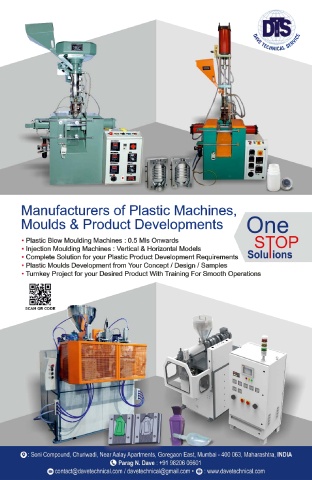 DTS
DAVE TECHNICAL SERVICE
Manufacturers of Plastic Machines,
Moulds & Product Developments
• Plastic Blow Moulding Machines : 0.5 Mls Onwards
• Injection Moulding Machines : Vertical & Horizontal Models
• Complete Solution for your Plastic Product Development Requirements
• Plastic Moulds Development from Your Concept / Design / Samples
• Turnkey Project for your Desired Product With Training For Smooth Operations
One
STOP
Solutions
SCAN QR CODE
: Soni Compound, Churiwadi, Near Aalay Apartments, Goregaon East, Mumbai - 400 063, Maharashtra, INDIA
Parag N. Dave : +91 98206 05601
contact@davetechnical.com / davetechnical@gmail.com • www.davetechnical.com